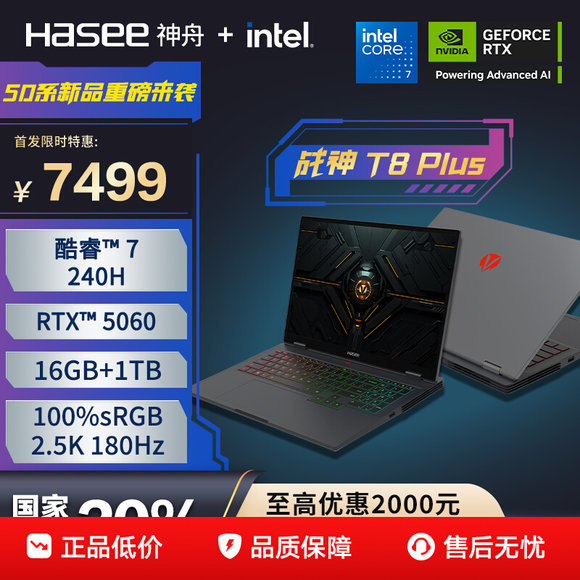 Hasee 神舟 + intel.
intel CORE 7
NVIDIA GEFORCE RTX
Powering Advanced AI
50系新品重磅来袭
首发限时特惠:
¥ 7499
战神 T8 Plus
酷睿™ 7
240H
RTX™ 5060
16GB+1TB
100%sRGB
2.5K 180Hz
HASEE
国家
20%
至高优惠2000元
正品低价
品质保障
售后无忧